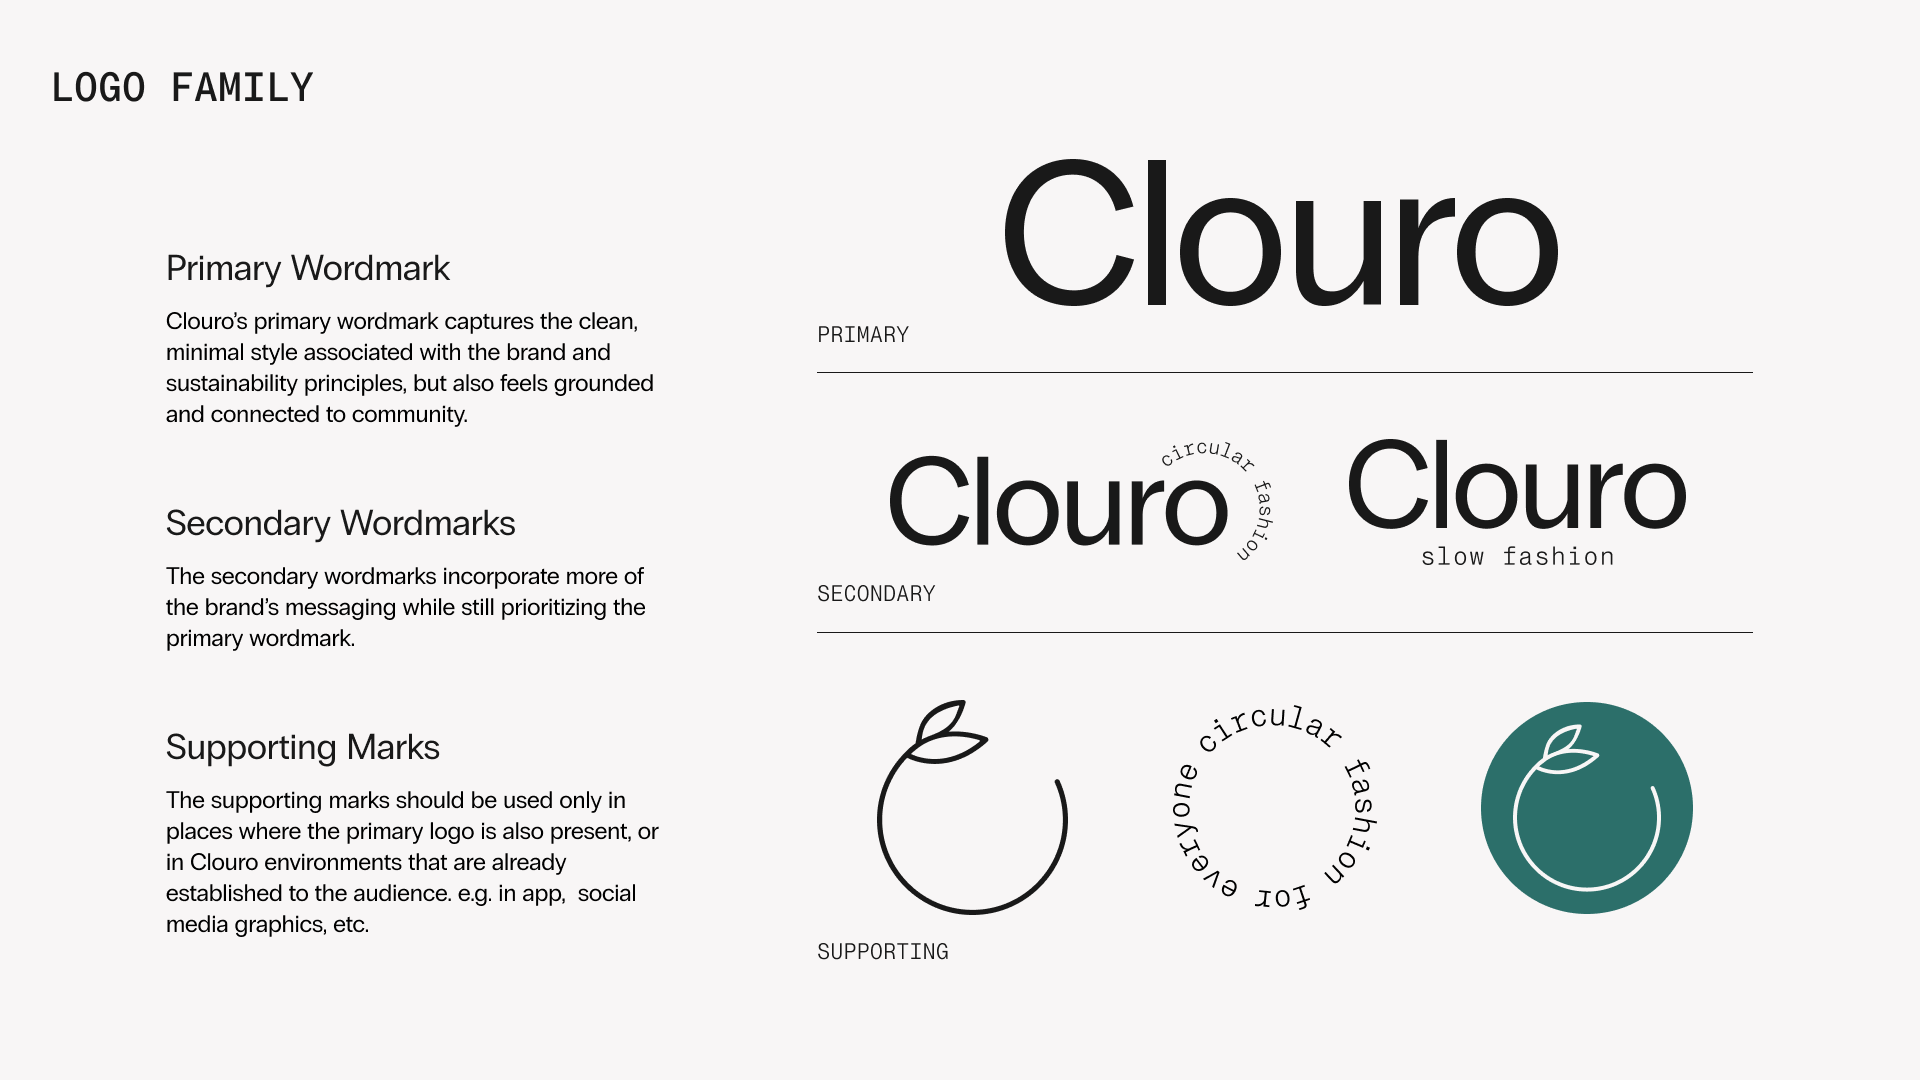 LOGO FAMILY
Primary Wordmark
Clouro’s primary wordmark captures the clean,
minimal style associated with the brand and
sustainability principles, but also feels grounded
and connected to community.
Secondary Wordmarks
The secondary wordmarks incorporate more of
the brand’s messaging while still prioritizing the
primary wordmark.
Supporting Marks
The supporting marks should be used only in
places where the primary logo is also present, or
in Clouro environments that are already
established to the audience. e.g. in app,  social
media graphics, etc.
Clouro
PRIMARY
Clouro
circular fashion
Clouro
slow fashion
SECONDARY
circular fashion for everyone
SUPPORTING